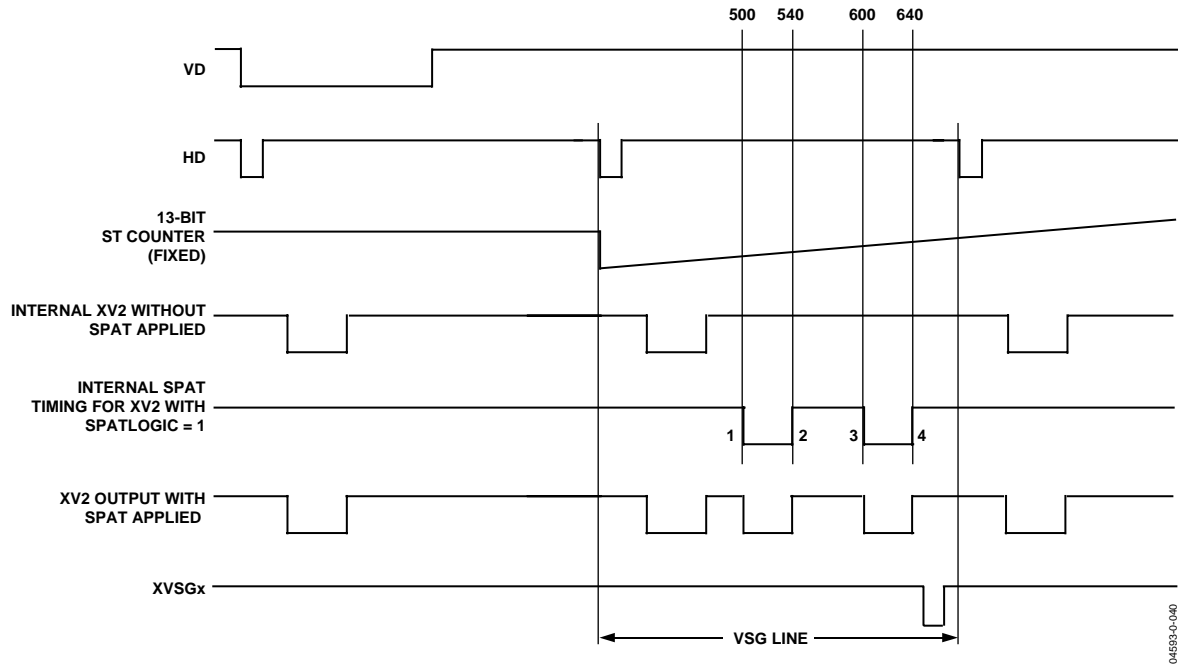 500 540 600 640
VD
HD
13-BIT
ST COUNTER
(FIXED)
INTERNAL XV2 WITHOUT
SPAT APPLIED
INTERNAL SPAT
TIMING FOR XV2 WITH
SPATLOGIC = 1
1 2 3 4
XV2 OUTPUT WITH
SPAT APPLIED
XVSGx
VSG LINE
04593-0-040